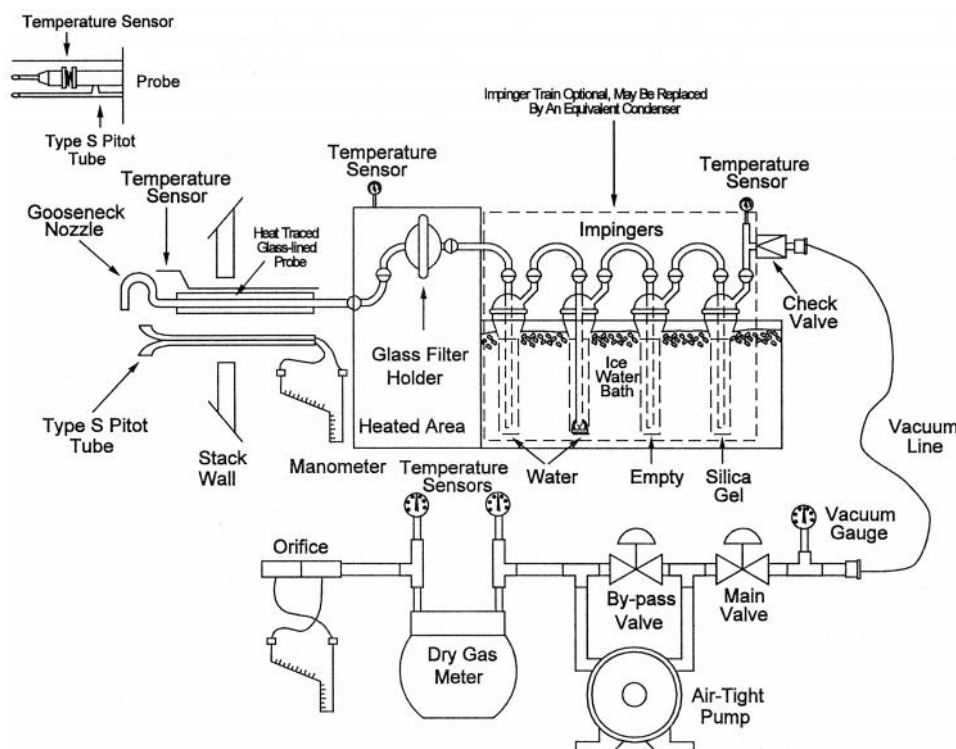 Temperature Sensor
Probe
Type S Pitot
Tube
Impinger Train Optional, May Be Replaced
By An Equivalent Condenser
Temperature
Sensor
Temperature
Sensor
Temperature
Sensor
Gooseneck
Nozzle
Heat Traced
Glass-lined
Probe
Impingers
Check
Valve
Glass Filter
Holder
Ice
Water
Bath
Heated Area
Type S Pitot
Tube
Stack
Wall
Manometer
Water
Empty
Silica
Gel
Vacuum
Line
Temperature
Sensors
Vacuum
Gauge
Orifice
By-pass
Valve
Main
Valve
Dry Gas
Meter
Air-Tight
Pump